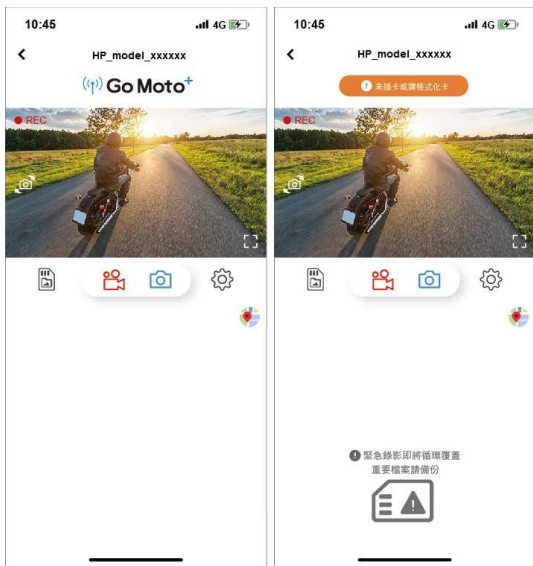 10:45
4G
HP_model_xxxxxx
Go Moto+
REC
10:45
4G
HP_model_xxxxxx
未插卡或請格式化卡
REC
緊急錄影即將循環覆蓋
重要檔案請備份